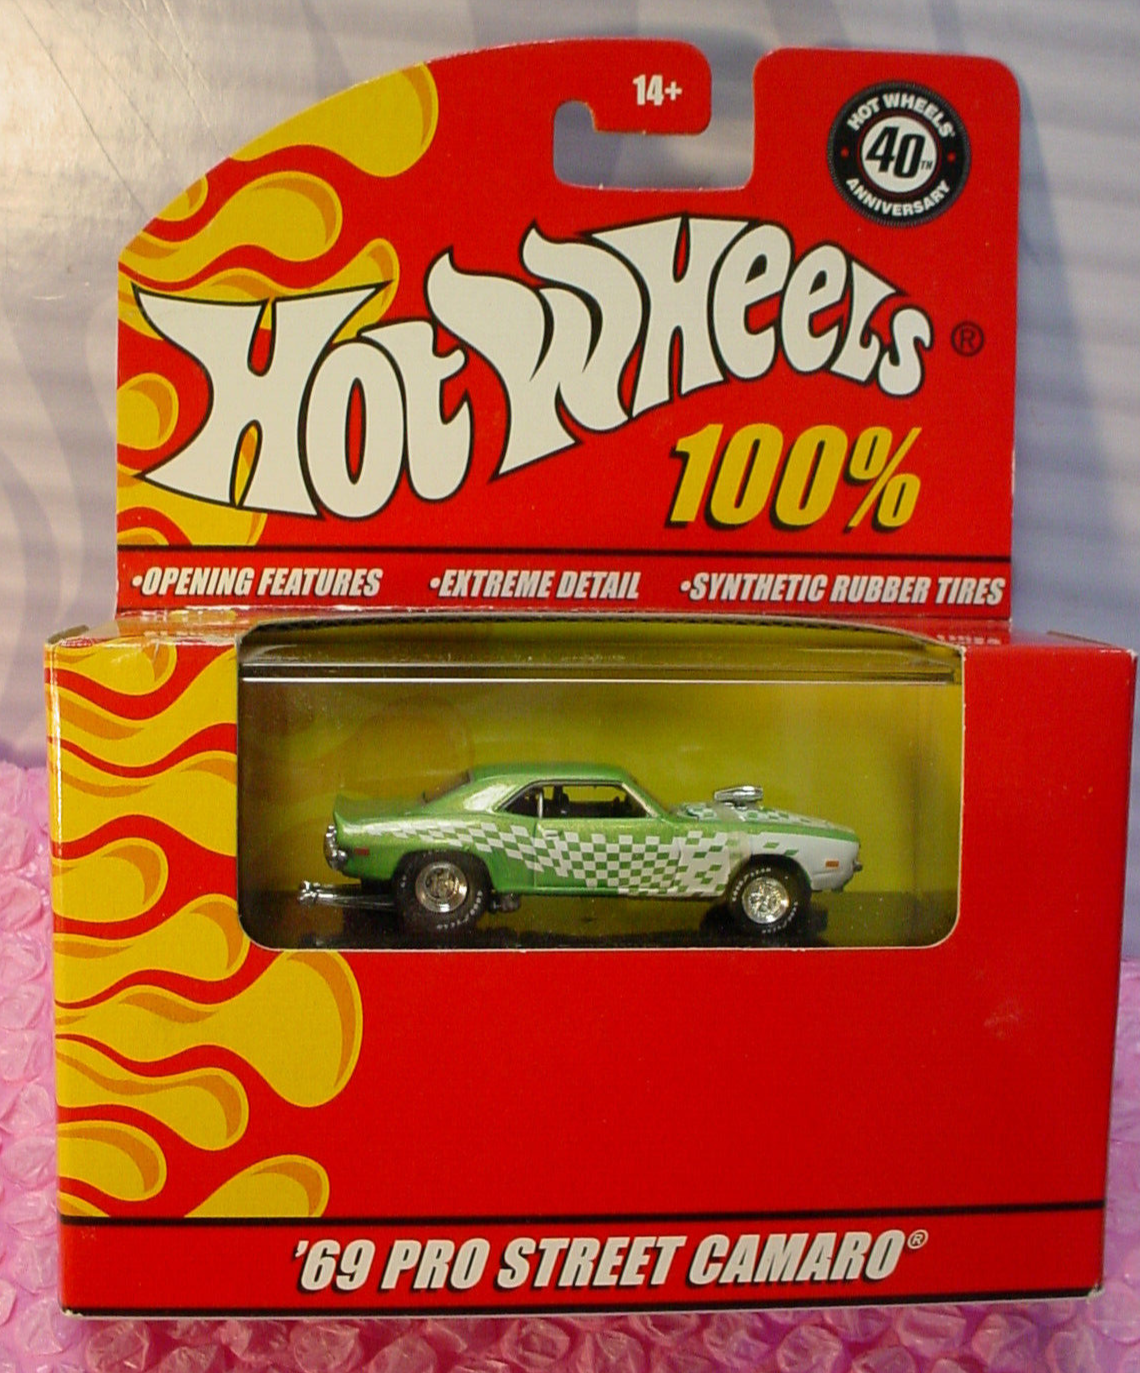 14+
HOT WHEELS®
40TH
ANNIVERSARY
HOT WHEELS®
100%
•OPENING FEATURES •EXTREME DETAIL •SYNTHETIC RUBBER TIRES
'69 PRO STREET CAMARO®